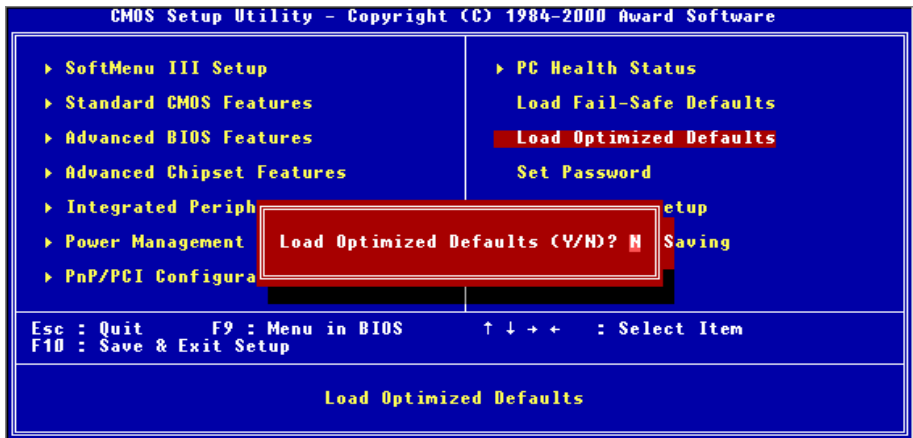 CMOS Setup Utility - Copyright (C) 1984-2000 Award Software
▸ SoftMenu III Setup
▸ Standard CMOS Features
▸ Advanced BIOS Features
▸ Advanced Chipset Features
▸ Integrated Periph
▸ Power Management
▸ PnP/PCI Configura
▸ PC Health Status
Load Fail-Safe Defaults
Load Optimized Defaults
Set Password
etup
Saving
Load Optimized Defaults (Y/N)? N
Esc : Quit F9 : Menu in BIOS ↑ ↓ → ← : Select Item
F10 : Save & Exit Setup
Load Optimized Defaults